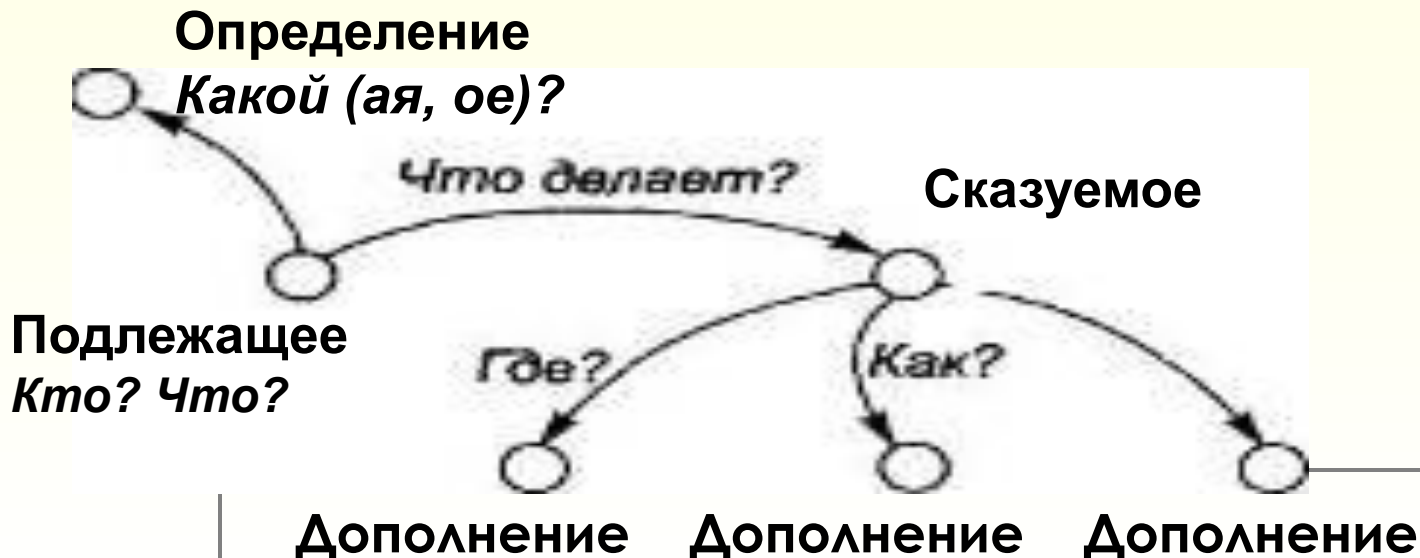 Определение
Какой (ая, ое)?
Что делает?
Сказуемое
Подлежащее
Кто? Что?
Где?
Как?
Дополнение Дополнение Дополнение